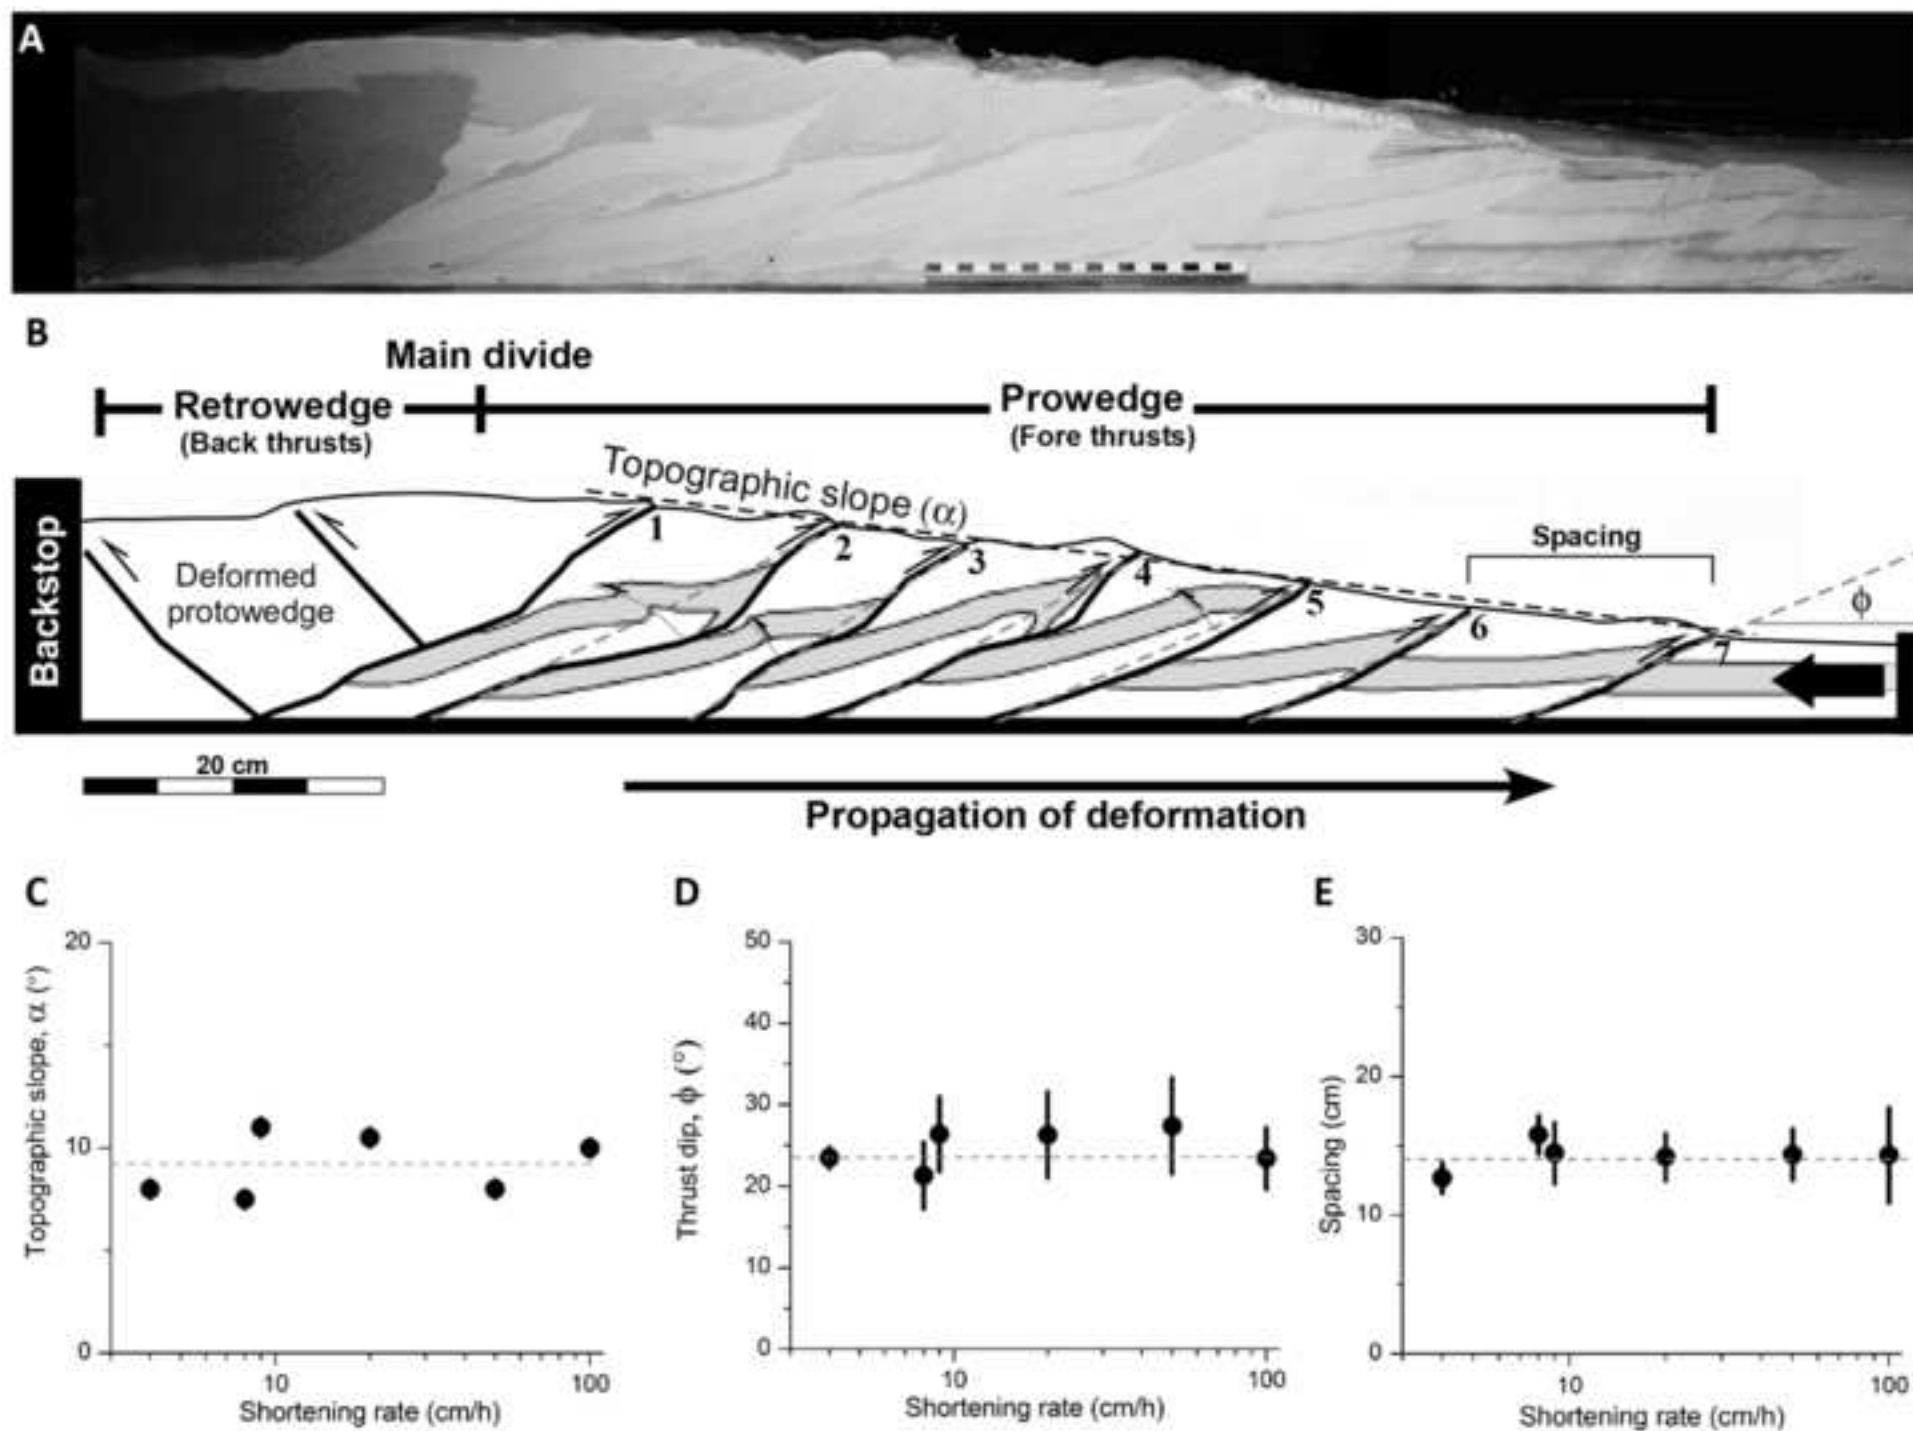 A
B
Main divide
Retrowedge
(Back thrusts)
Prowedge
(Fore thrusts)
Topographic slope (α)
Backstop
Deformed
protowedge
1
2
3
4
5
6
7
Spacing
ϕ
20 cm
Propagation of deformation
C
20
10
0
Topographic slope, α (°)
10
100
Shortening rate (cm/h)
D
50
40
30
20
10
0
Thrust dip, ϕ (°)
10
100
Shortening rate (cm/h)
E
30
20
10
0
Spacing (cm)
10
100
Shortening rate (cm/h)